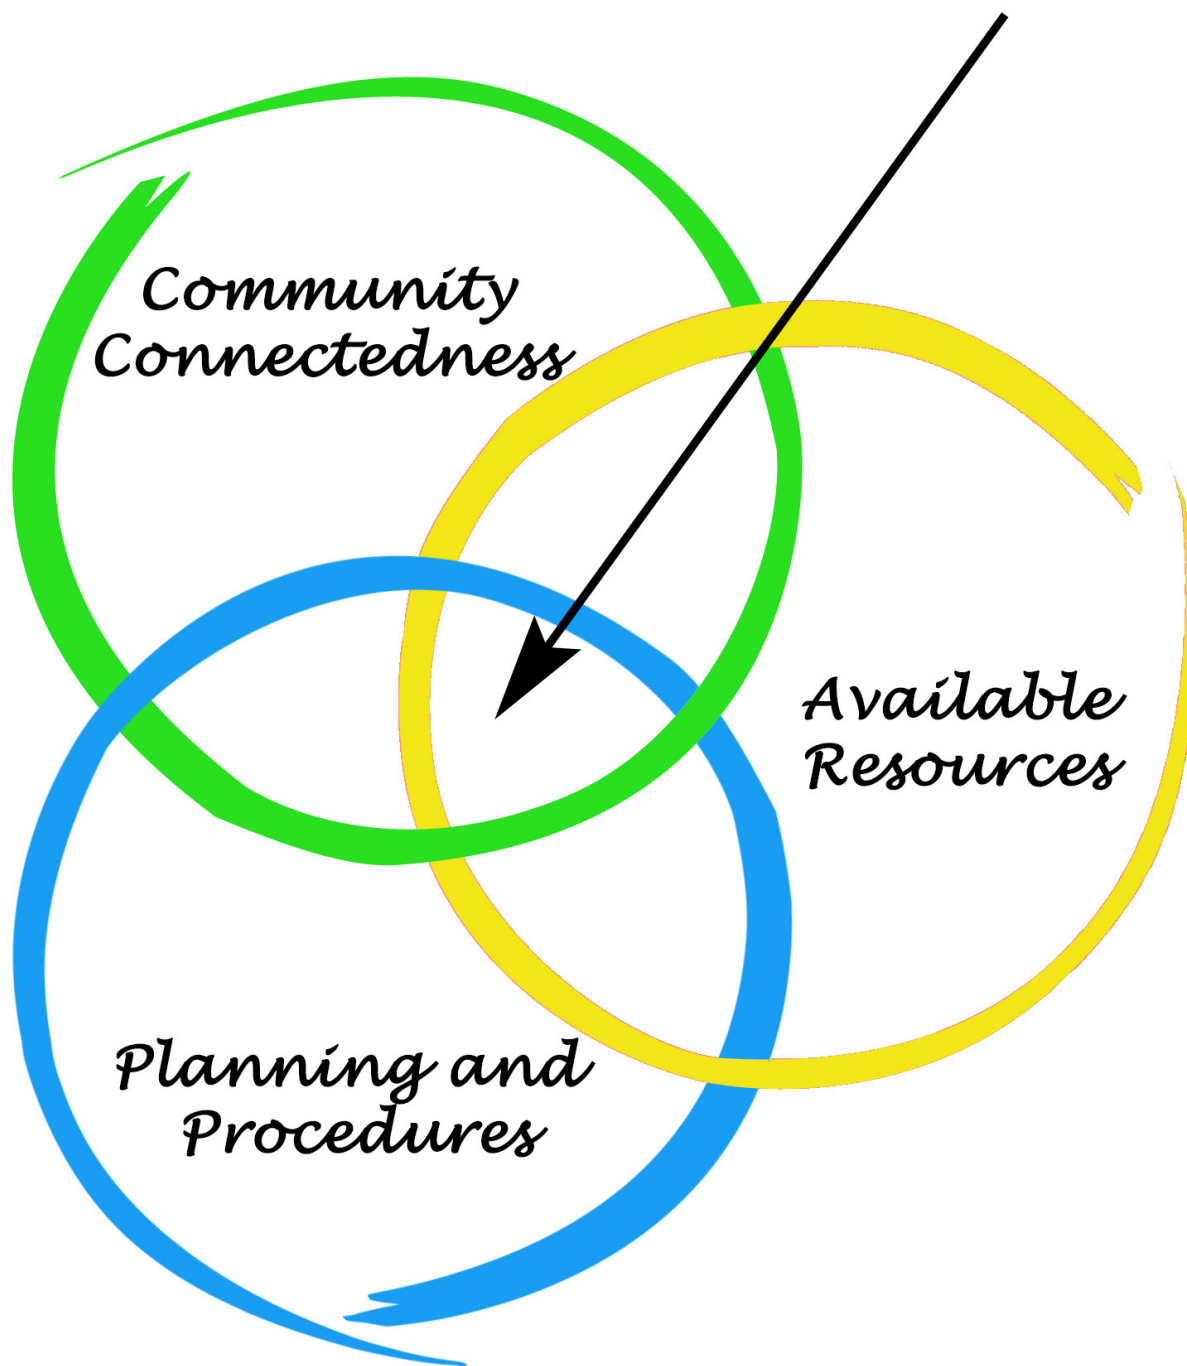 Community
Connectedness
Available
Resources
Planning and
Procedures